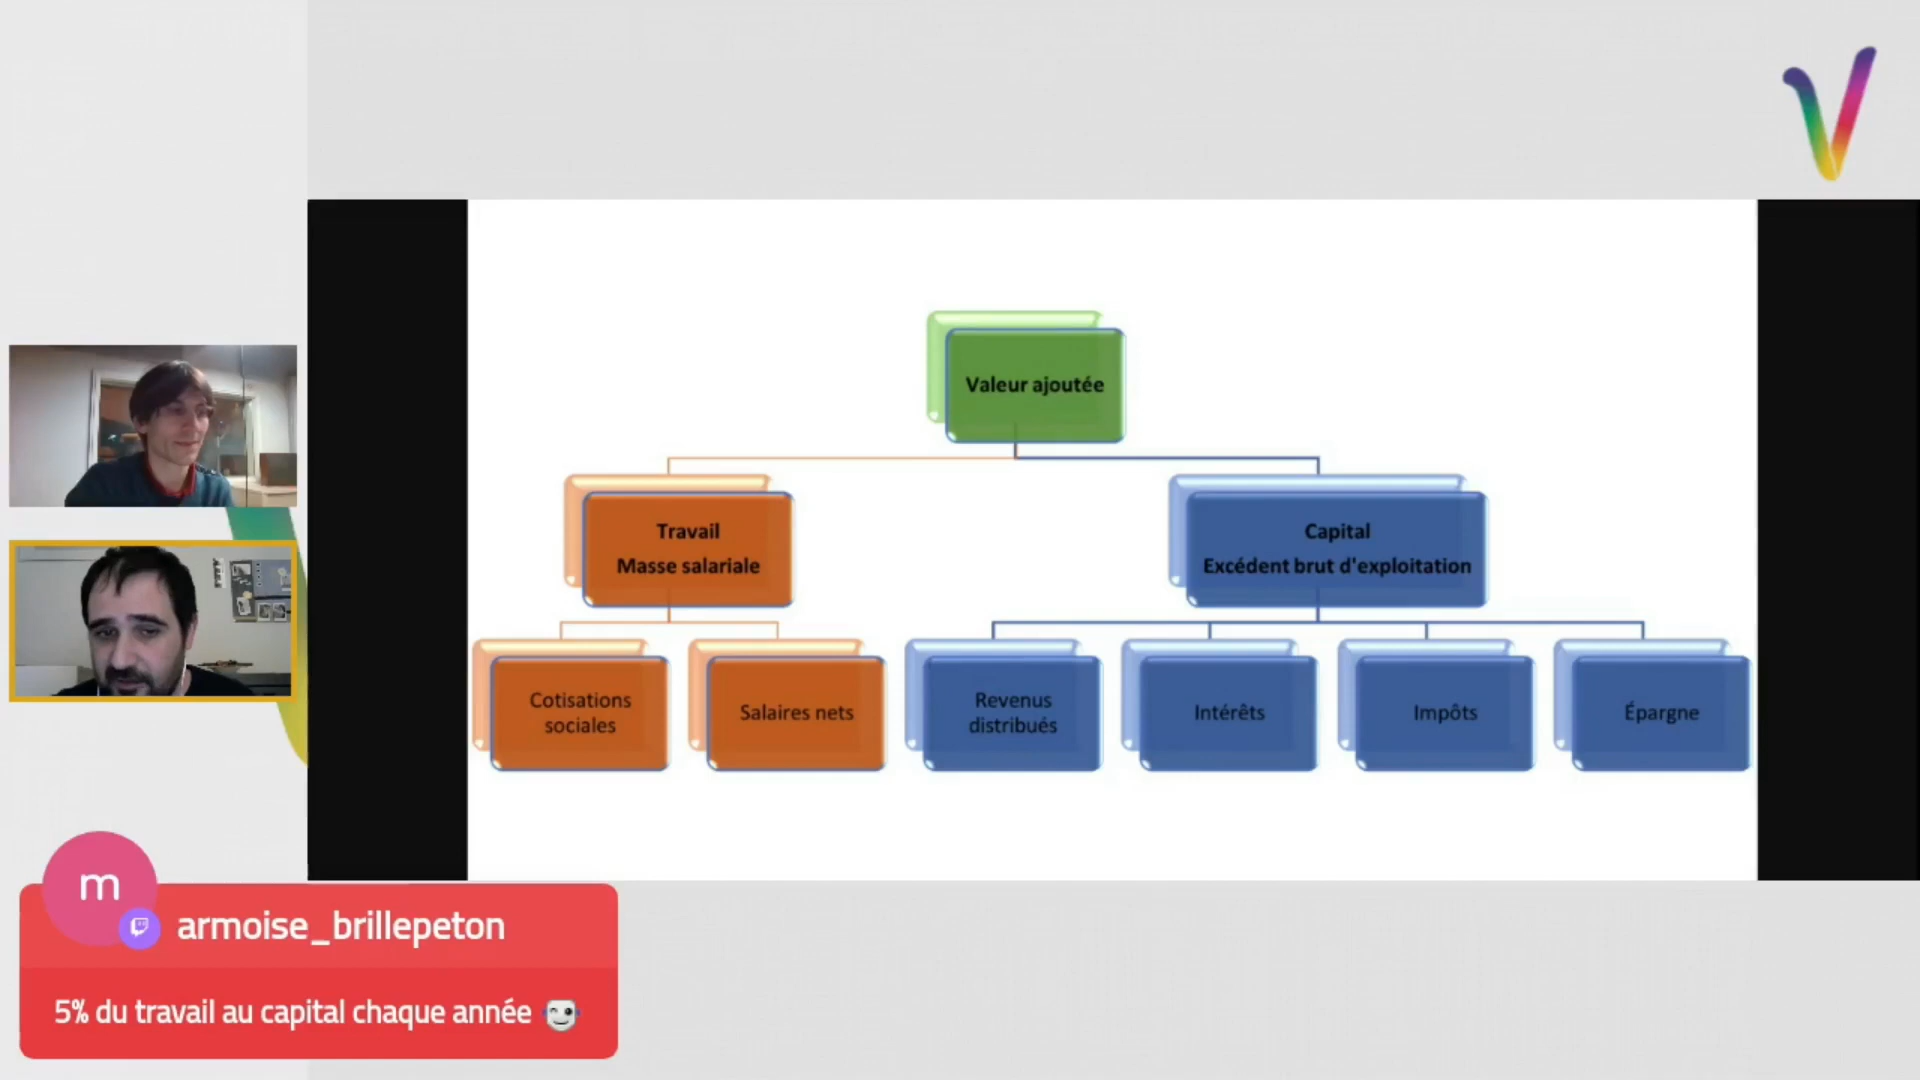 Valeur ajoutée
Travail
Masse salariale
Capital
Excédent brut d'exploitation
Cotisations
sociales
Salaires nets
Revenus
distribués
Intérêts
Impôts
Épargne
m
armoise_brillepeton
5% du travail au capital chaque année